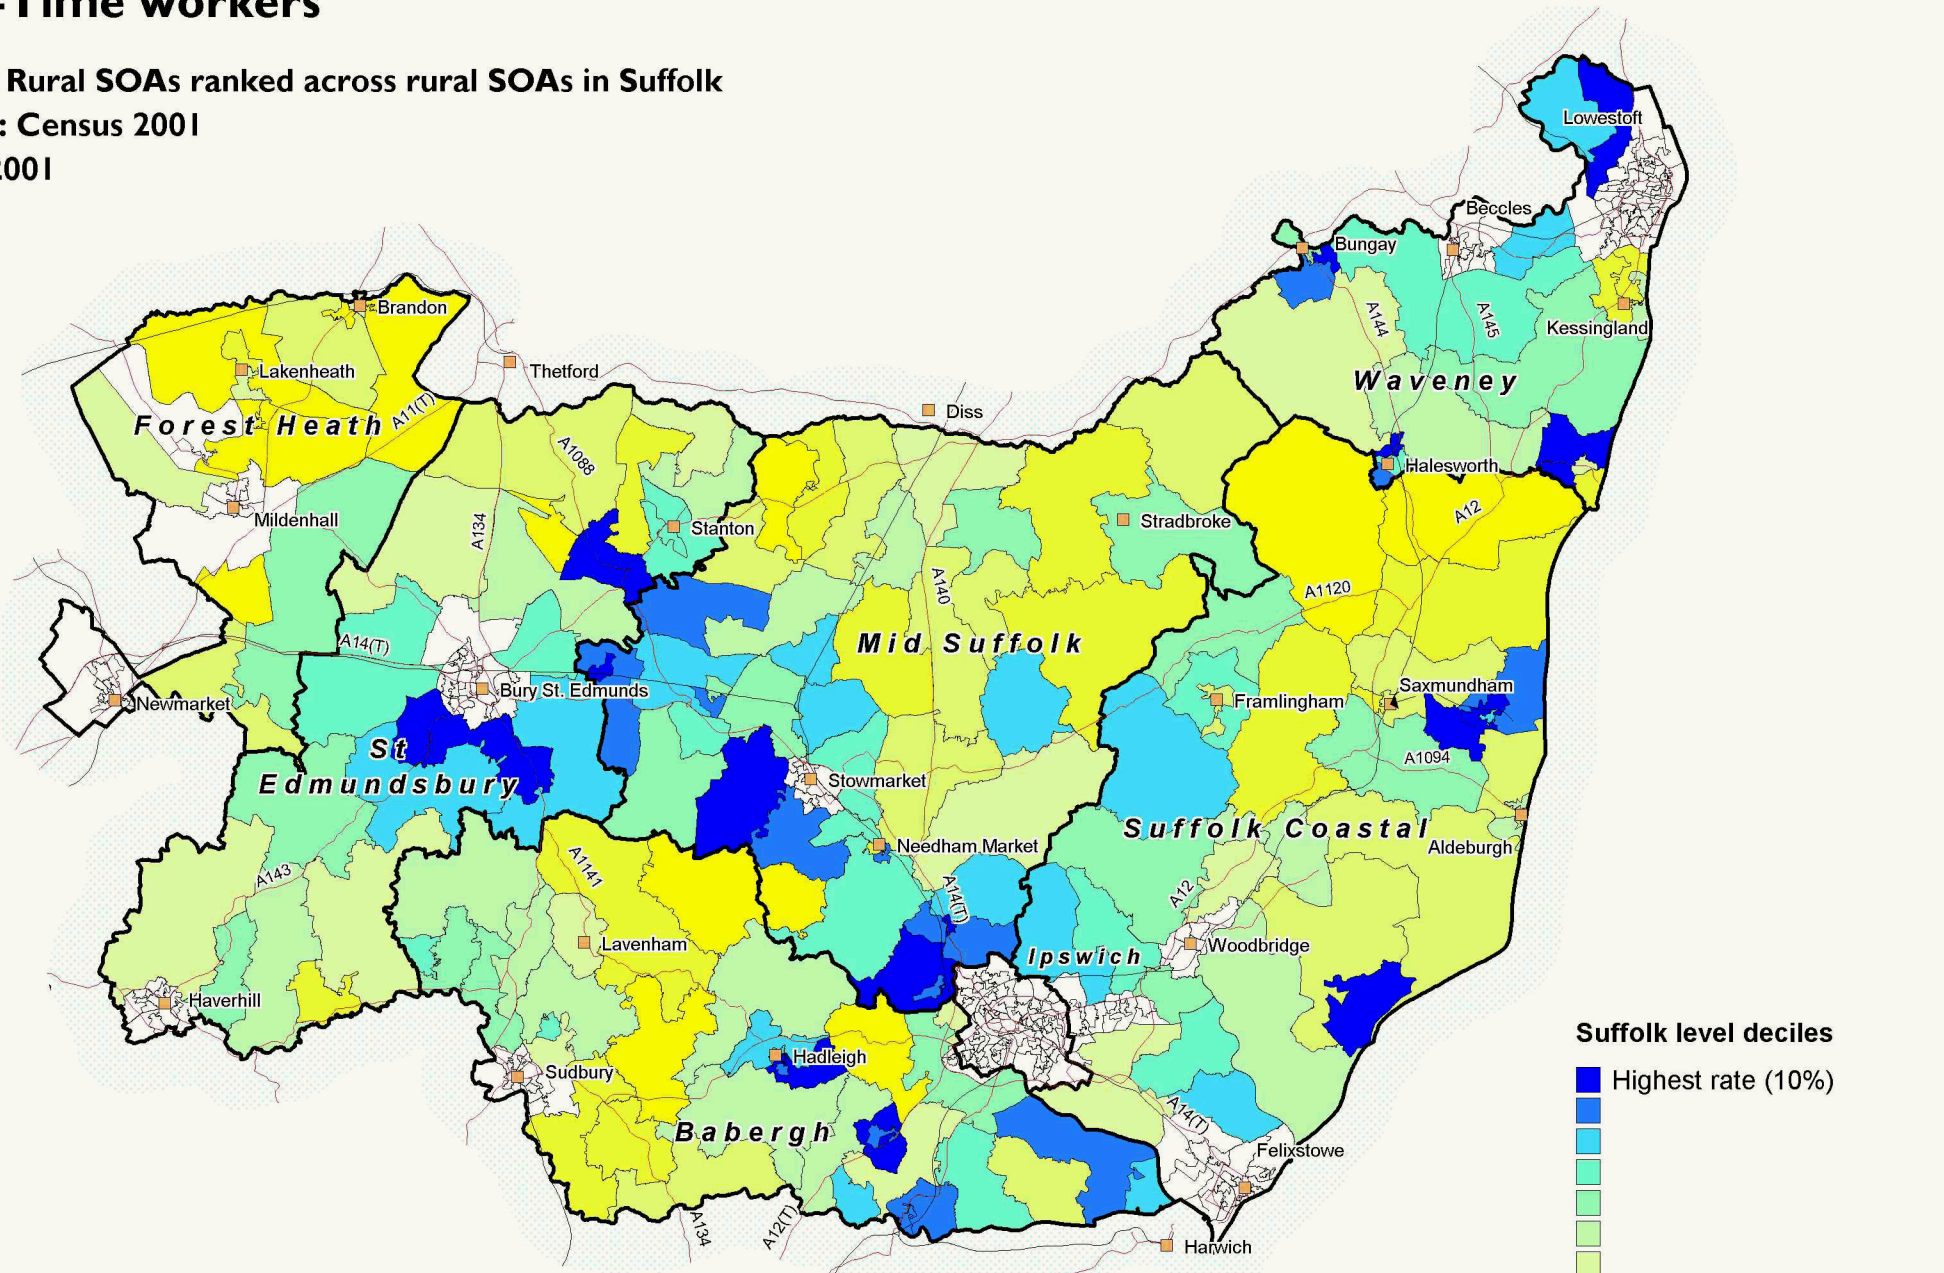 -Time workers
Rural SOAs ranked across rural SOAs in Suffolk
: Census 2001
2001
Lowestoft
Beccles
Bungay
Brandon
A144
A145
Kessingland
Lakenheath
Thetford
Waveney
A11(T)
Diss
Forest Heath
A1088
Halesworth
A12
Mildenhall
A134
Stanton
Stradbroke
A140
A1120
A14(T)
Mid Suffolk
Newmarket
Bury St. Edmunds
Framlingham
Saxmundham
St
Edmundsbury
A1094
Stowmarket
Suffolk Coastal
Needham Market
Aldeburgh
A1141
A143
A14(T)
A12
Lavenham
Woodbridge
Ipswich
Haverhill
Hadleigh
Sudbury
Suffolk level deciles
Highest rate (10%)
A14(T)
Babergh
Felixstowe
A134
A12(T)
Harwich